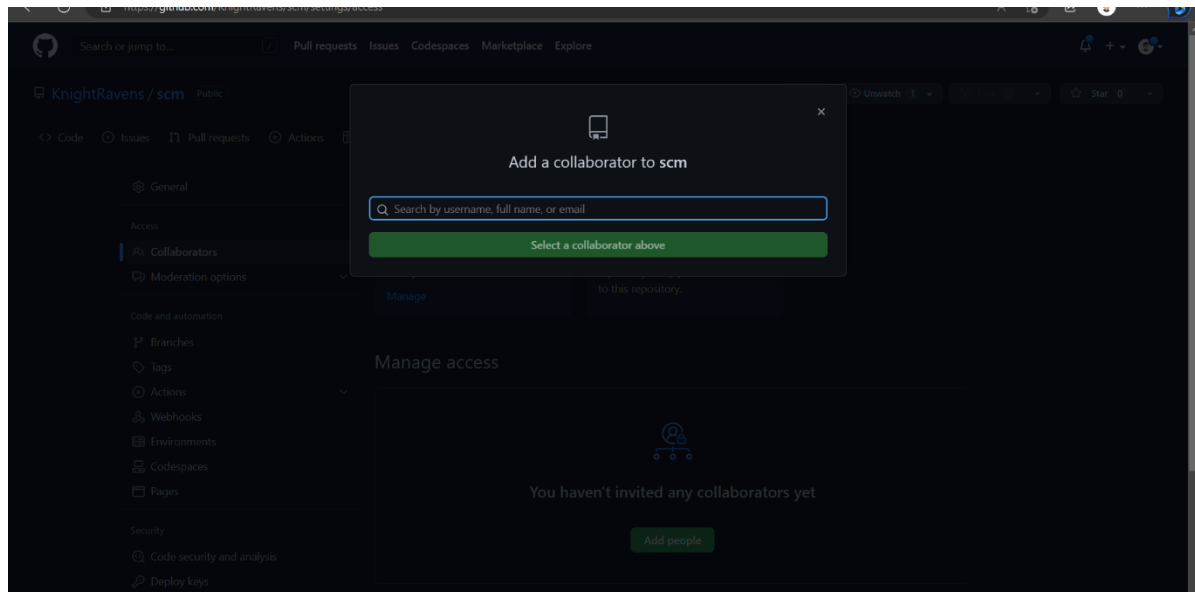 https://github.com/KnightRavens/scm/settings/access
Search or jump to... /
Pull requests Issues Codespaces Marketplace Explore
KnightRavens / scm Public
Unwatch 1
Star 0
Code Issues Pull requests Actions
Add a collaborator to scm
Search by username, full name, or email
Select a collaborator above
General
Access
Collaborators
Moderation options
Code and automation
Branches
Tags
Actions
Webhooks
Environments
Codespaces
Pages
Security
Code security and analysis
Deploy keys
to this repository.
Manage
Manage access
You haven't invited any collaborators yet
Add people